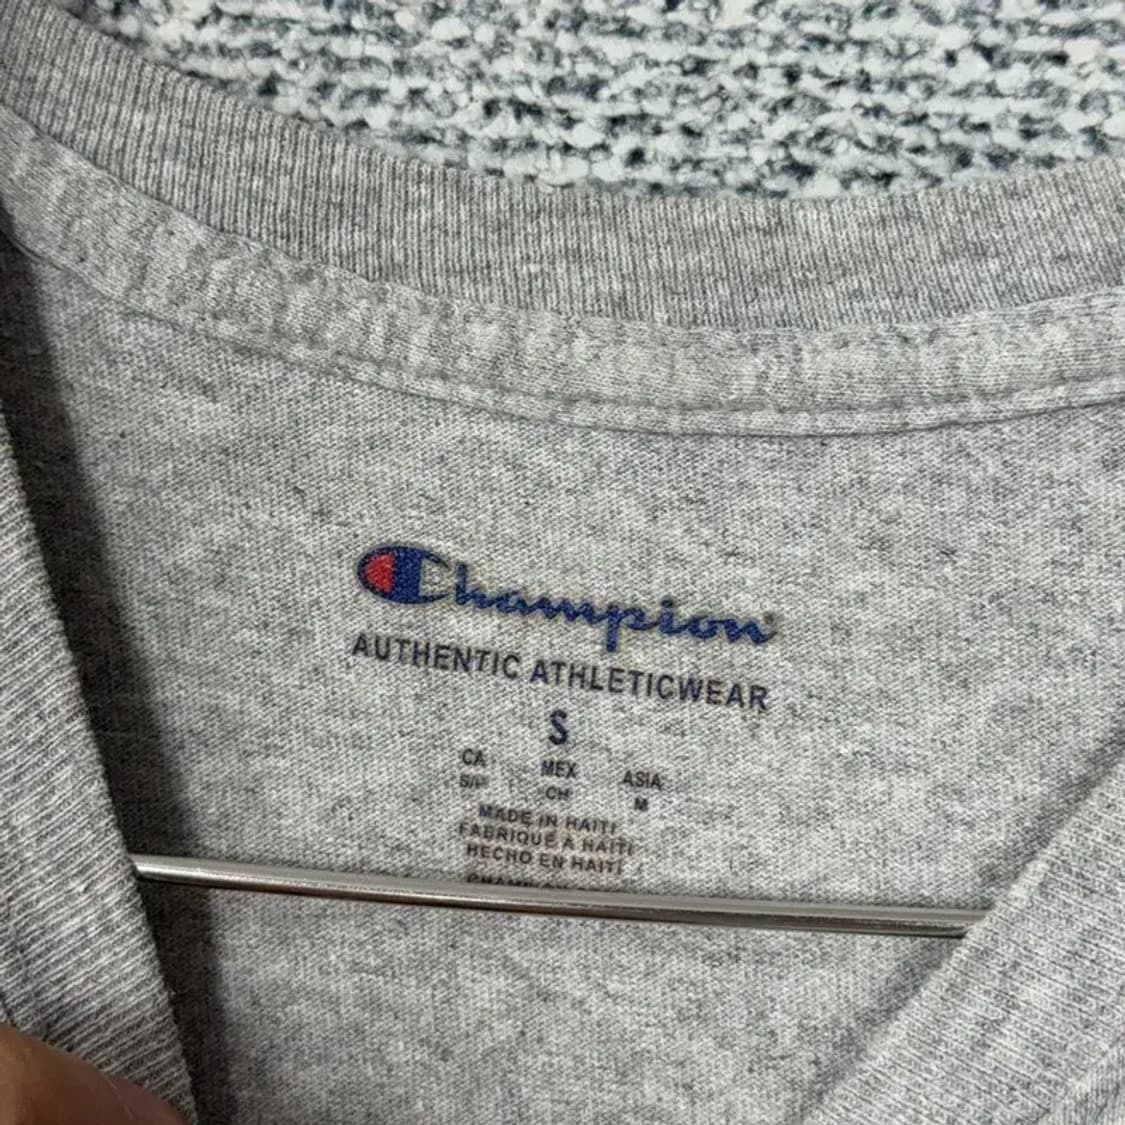 Champion
AUTHENTIC ATHLETICWEAR
S
CA MEX ASIA
S/P CH M
MADE IN HAITI
FABRIQUÉ À HAITI
HECHO EN HAITI